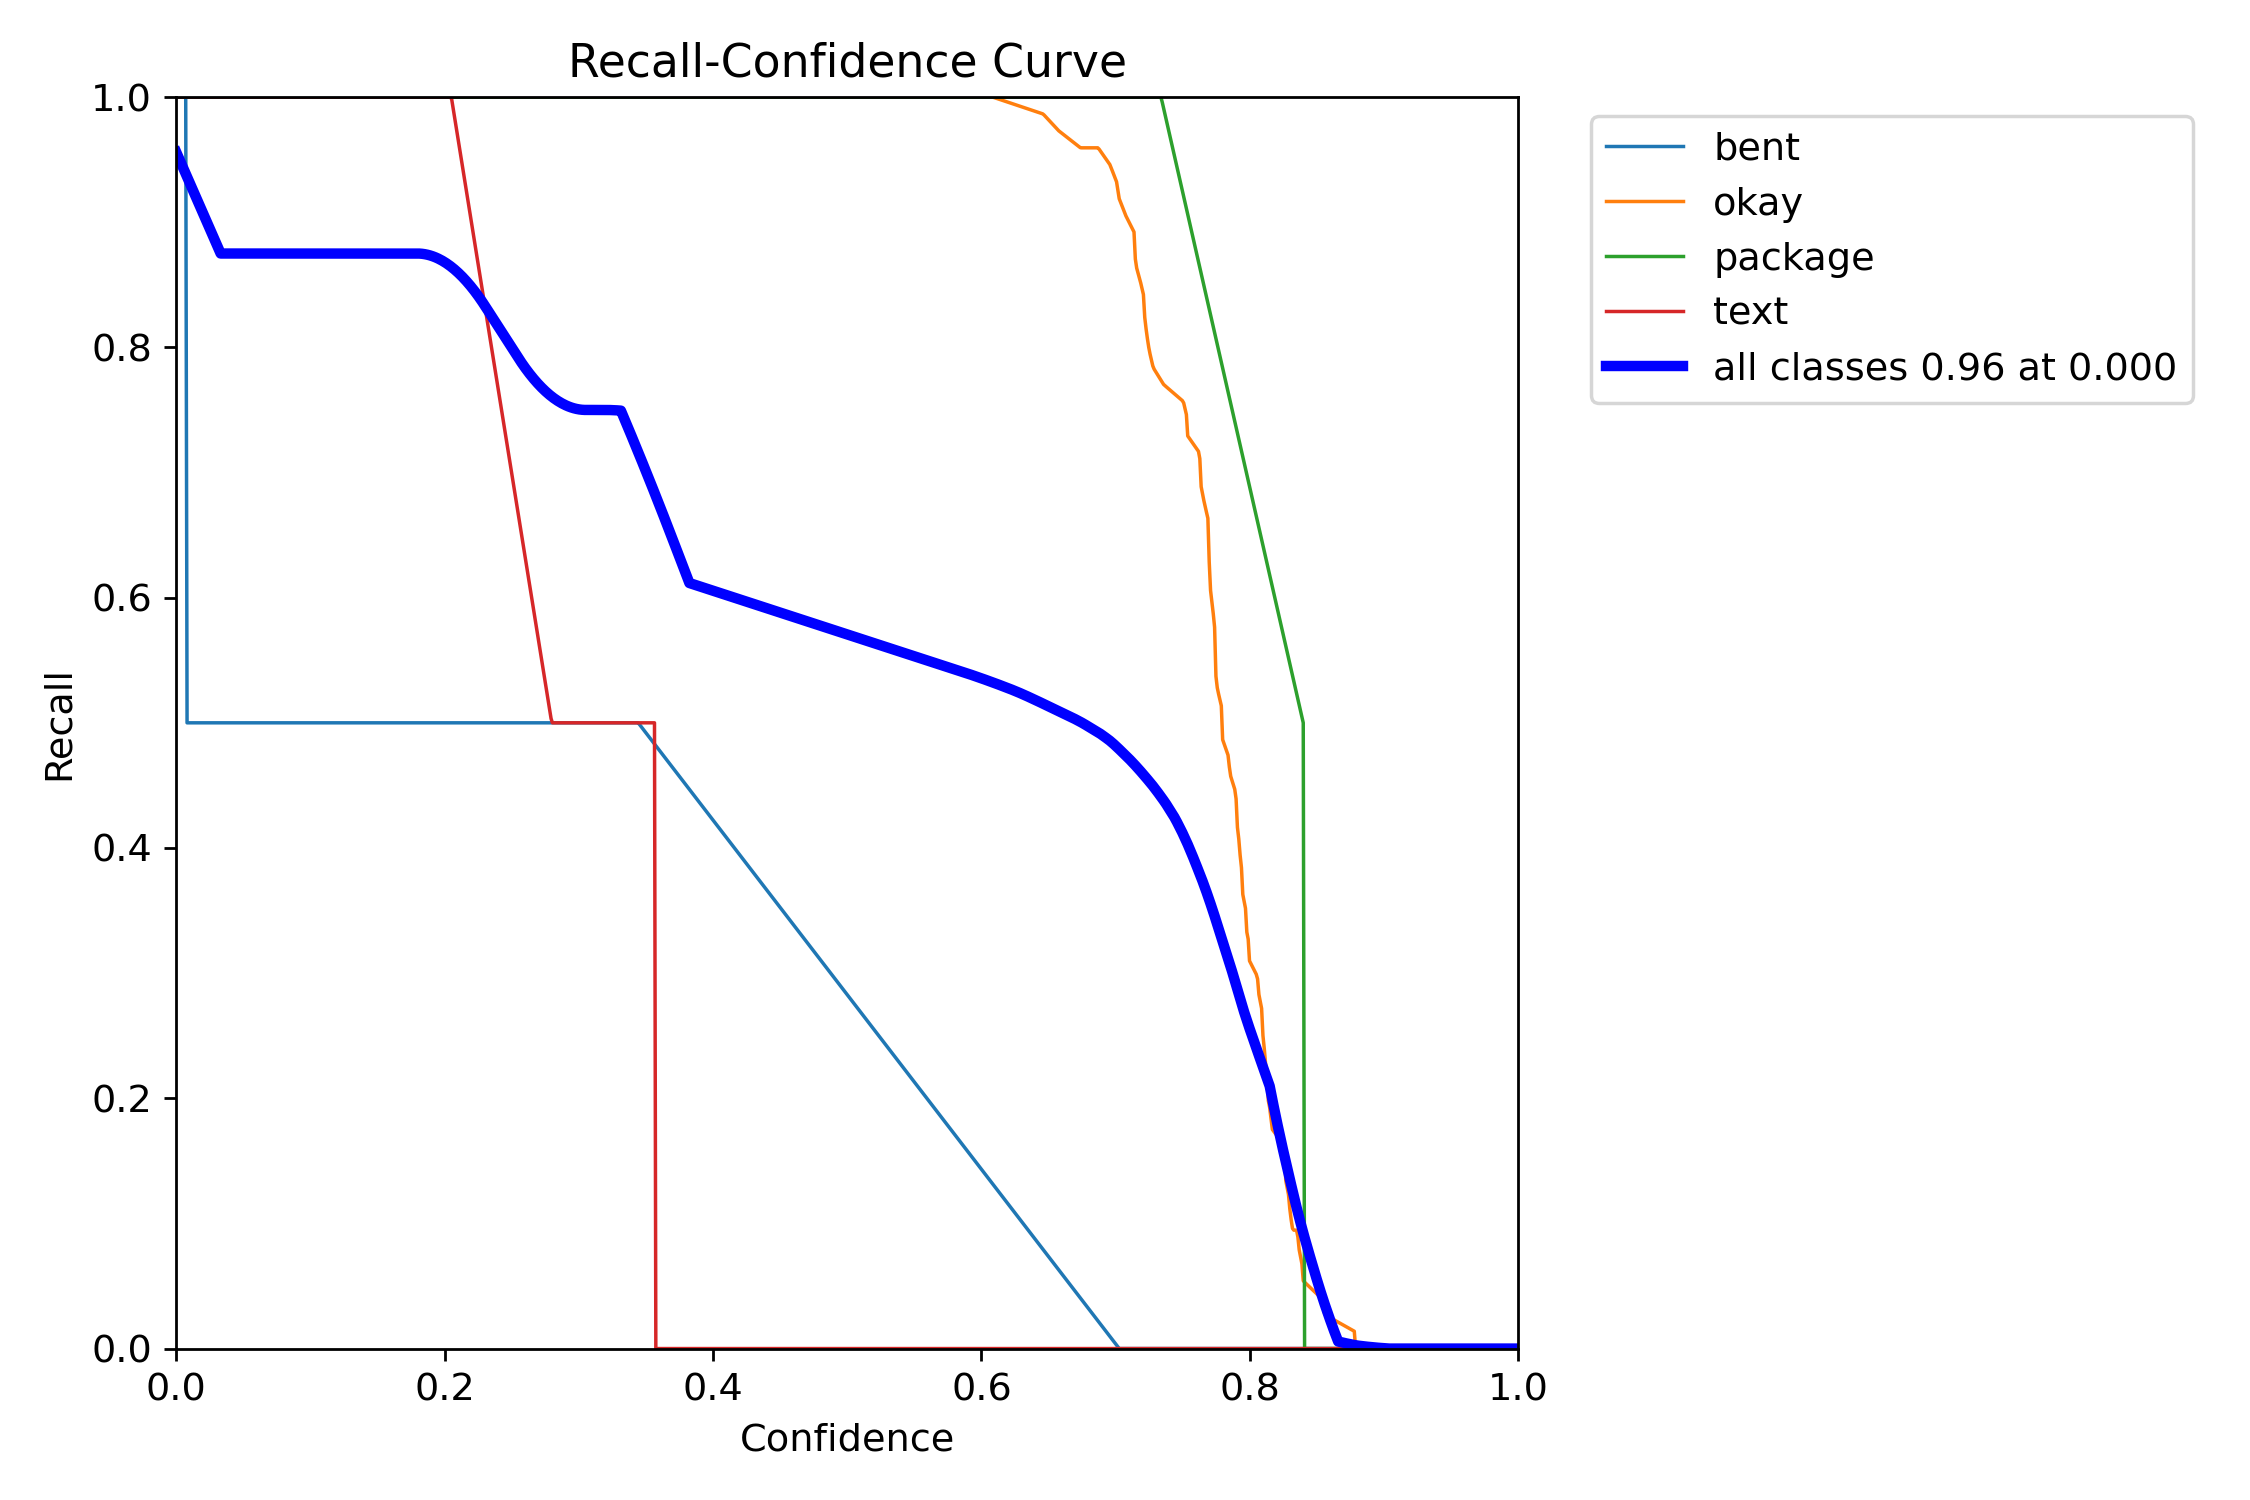 Recall-Confidence Curve
1.0
0.8
0.6
0.4
0.2
0.0
Recall
0.0 0.2 0.4 0.6 0.8 1.0
Confidence
bent
okay
package
text
all classes 0.96 at 0.000